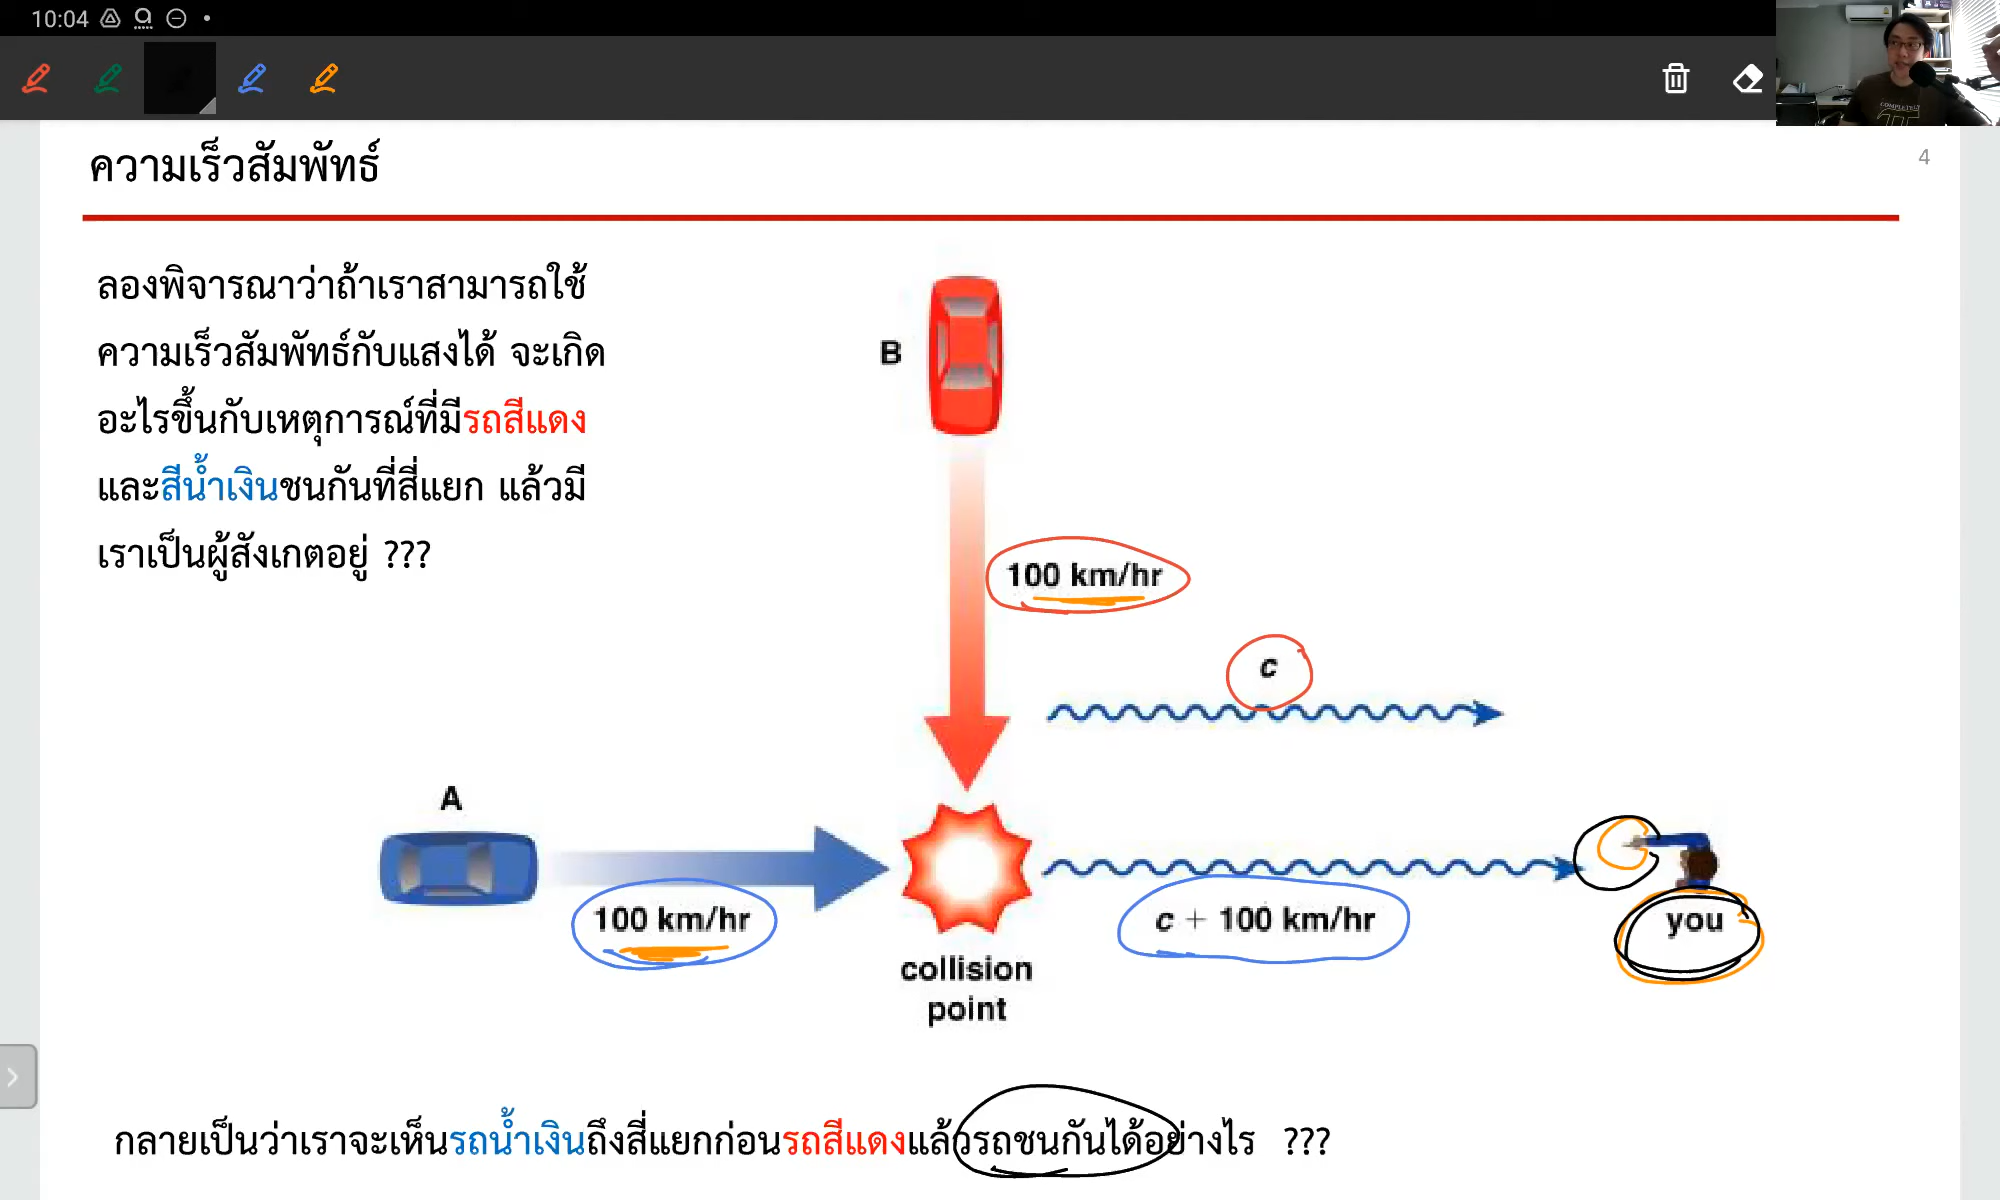 10:04
ความเร็วสัมพัทธ์
4
ลองพิจารณาว่าถ้าเราสามารถใช้
ความเร็วสัมพัทธ์กับแสงได้ จะเกิด
อะไรขึ้นกับเหตุการณ์ที่มีรถสีแดง
และสีน้ำเงินชนกันที่สี่แยก แล้วมี
เราเป็นผู้สังเกตอยู่ ???
B
100 km/hr
c
A
100 km/hr
c + 100 km/hr
you
collision
point
กลายเป็นว่าเราจะเห็นรถน้ำเงินถึงสี่แยกก่อนรถสีแดงแล้วรถชนกันได้อย่างไร ???